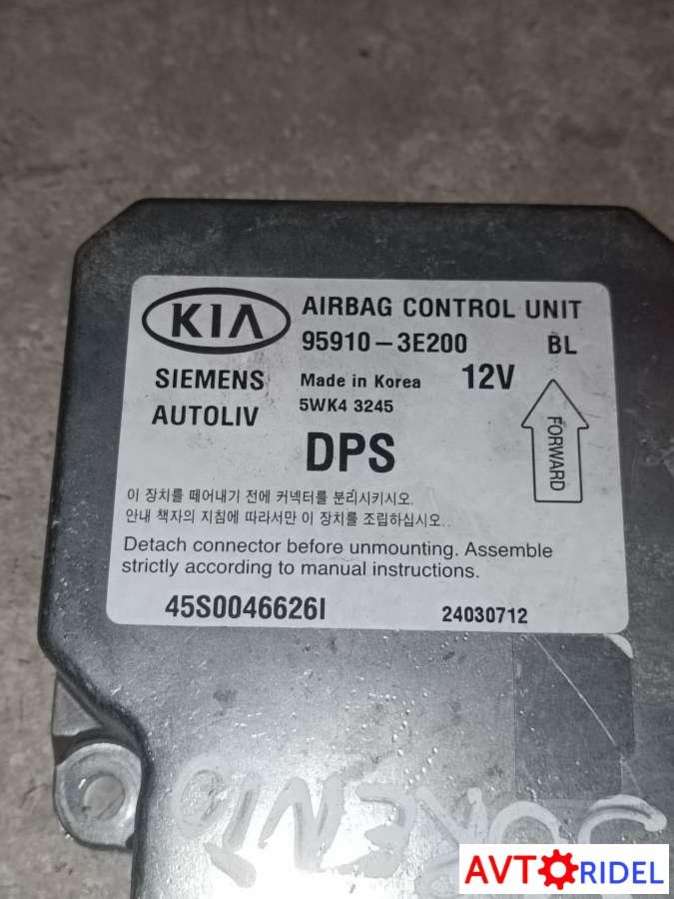 KIA
AIRBAG CONTROL UNIT
95910-3E200 BL
SIEMENS
AUTOLIV
Made in Korea 12V
5WK4 3245
FORWARD
DPS
이 장치를 떼어내기 전에 커넥터를 분리시키시오.
안내 책자의 지침에 따라서만 이 장치를 조립하십시오..
Detach connector before unmounting. Assemble
strictly according to manual instructions.
45S0046626I 24030712
SORENTO
AVTORIDEL